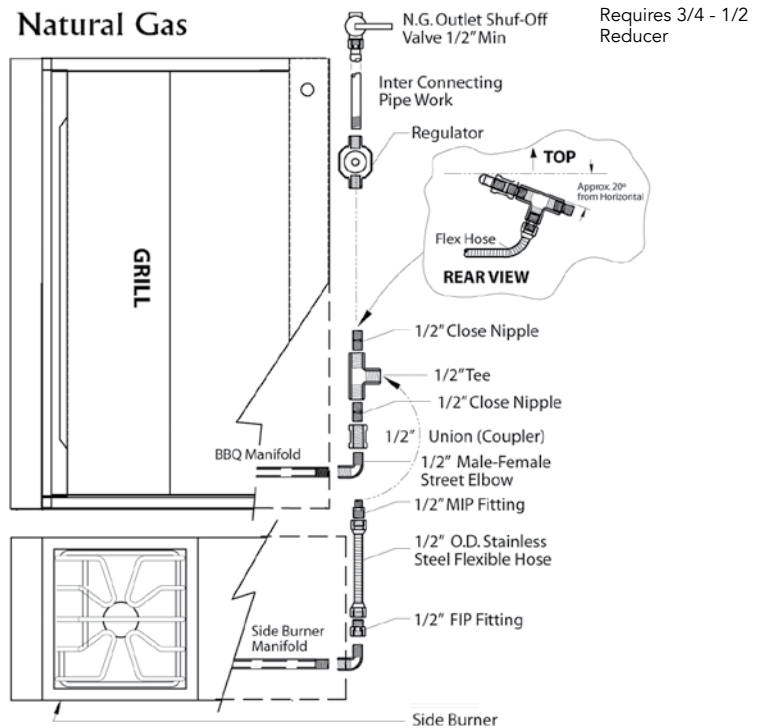 Natural Gas
N.G. Outlet Shuf-Off
Valve 1/2" Min
Requires 3/4 - 1/2
Reducer
Inter Connecting
Pipe Work
Regulator
TOP
Approx. 20º
from Horizontal
Flex Hose
REAR VIEW
GRILL
1/2" Close Nipple
1/2" Tee
1/2" Close Nipple
1/2" Union (Coupler)
BBQ Manifold
1/2" Male-Female
Street Elbow
1/2" MIP Fitting
1/2" O.D. Stainless
Steel Flexible Hose
1/2" FIP Fitting
Side Burner
Manifold
Side Burner